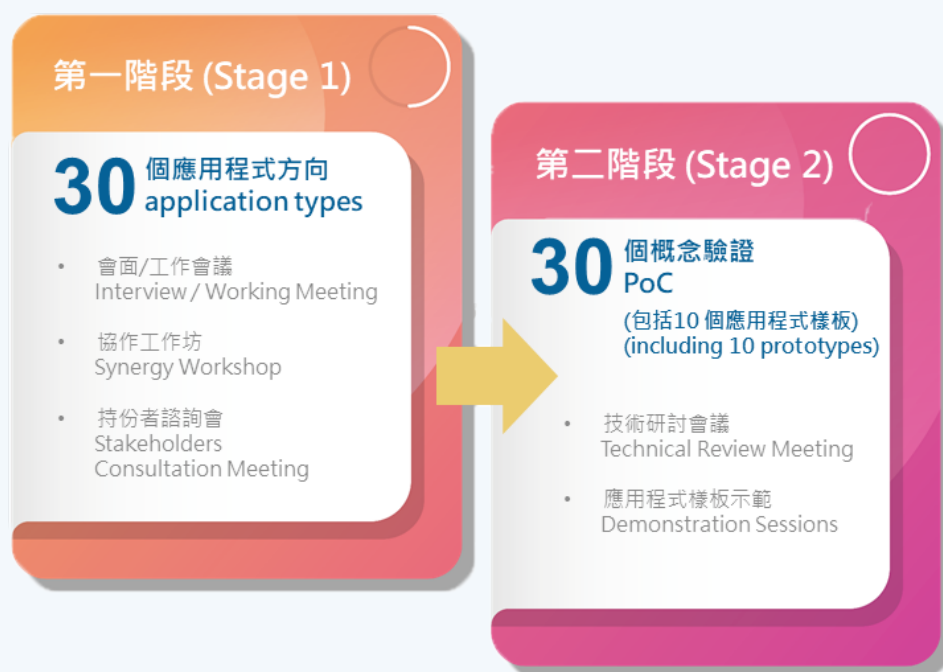 第一階段 (Stage 1)
30 個應用程式方向
application types
• 會面/工作會議
Interview / Working Meeting
• 協作工作坊
Synergy Workshop
• 持份者諮詢會
Stakeholders
Consultation Meeting
第二階段 (Stage 2)
30 個概念驗證
PoC
(包括10 個應用程式樣板)
(including 10 prototypes)
• 技術研討會議
Technical Review Meeting
• 應用程式樣板示範
Demonstration Sessions